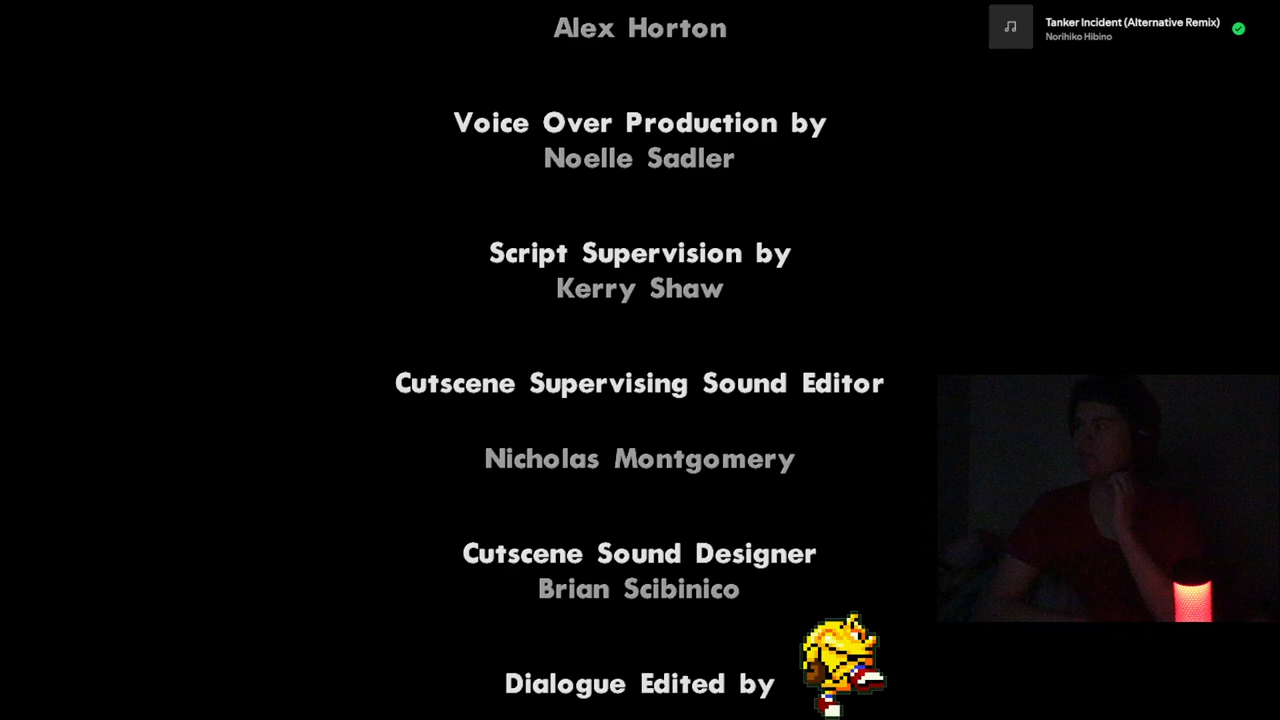 Alex Horton
Tanker Incident (Alternative Remix)
Norihiko Hibino
Voice Over Production by
Noelle Sadler
Script Supervision by
Kerry Shaw
Cutscene Supervising Sound Editor
Nicholas Montgomery
Cutscene Sound Designer
Brian Scibinico
Dialogue Edited by